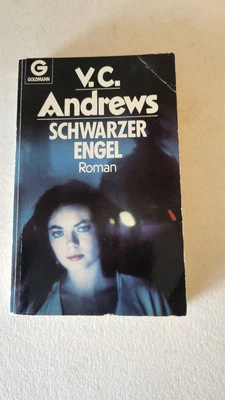 G
GOLDMANN
V.C.
Andrews
SCHWARZER
ENGEL
Roman